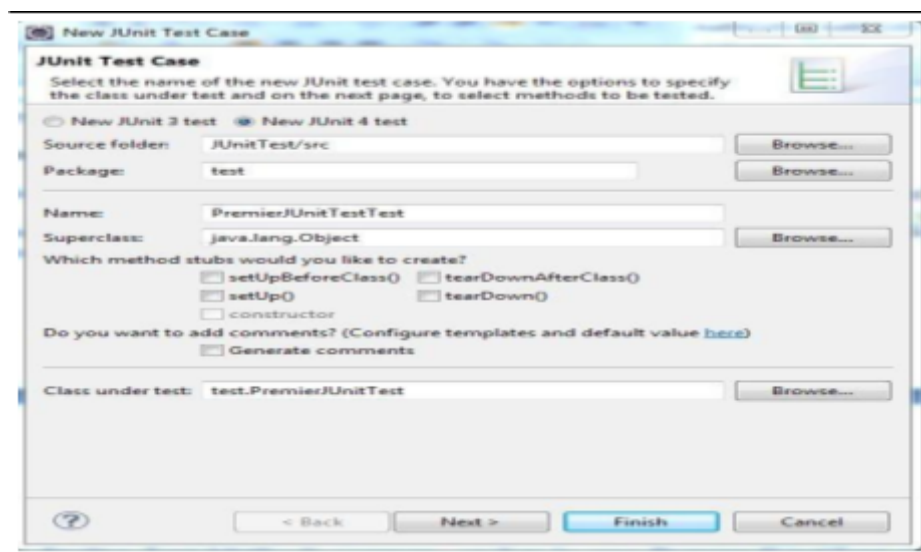 New JUnit Test Case
JUnit Test Case
Select the name of the new JUnit test case. You have the options to specify
the class under test and on the next page, to select methods to be tested.
New JUnit 3 test New JUnit 4 test
Source folder: JUnitTest/src Browse...
Package: test Browse...
Name: PremierJUnitTestTest
Superclass: java.lang.Object Browse...
Which method stubs would you like to create?
setUpBeforeClass() tearDownAfterClass()
setUp() tearDown()
constructor
Do you want to add comments? (Configure templates and default value here)
Generate comments
Class under test: test.PremierJUnitTest Browse...
? < Back Next > Finish Cancel